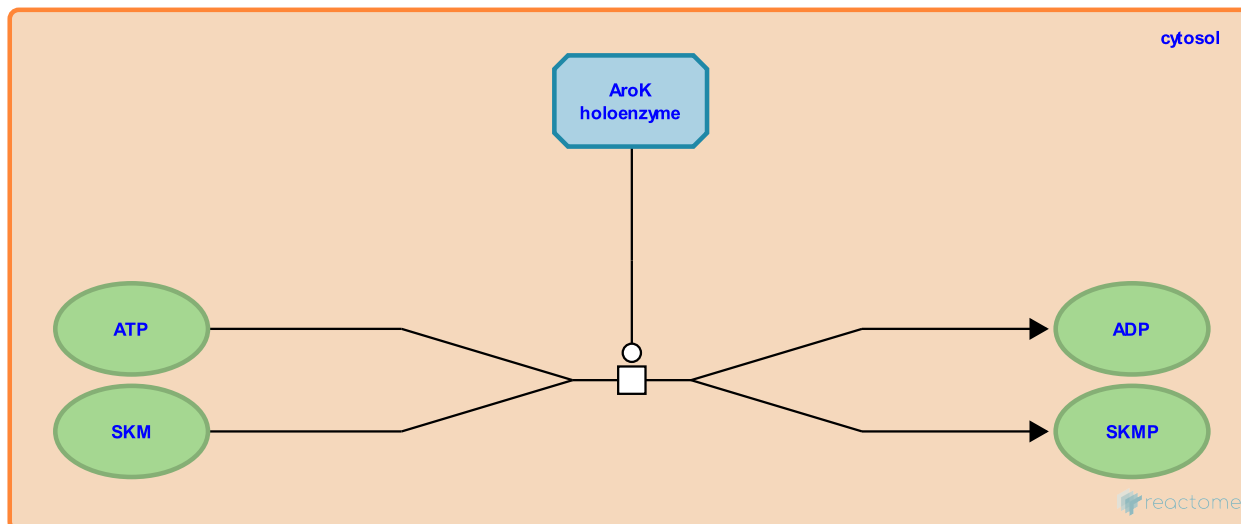 cytosol
AroK
holoenzyme
ATP
ADP
SKM
SKMP
reactome